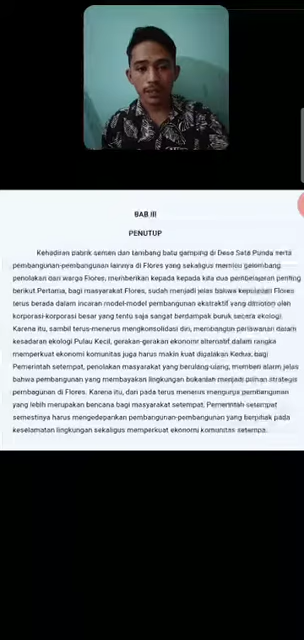 BAB III
PENUTUP
Kehadiran pabrik semen dan tambang batu gamping di Desa Satar Punda serta
pembangunan-pembangunan lainnya di Flores yang sekaligus memicu gelombang
penolakan dari warga Flores, memberikan kepada kepada kita dua pembelajaran penting
berikut.Pertama, bagi masyarakat Flores, sudah menjadi jelas bahwa kepulauan Flores
terus berada dalam incaran model-model pembangunan ekstraktif yang dimotori oleh
korporasi-korporasi besar yang tentu saja sangat berdampak buruk secara ekologi.
Karena itu, sambil terus-menerus mengkonsolidasi diri, membangun perlawanan dalam
kesadaran ekologi Pulau Kecil, gerakan-gerakan ekonomi alternatif dalam rangka
memperkuat ekonomi komunitas juga harus makin kuat digalakan Kedua, bagi
Pemerintah setempat, penolakan masyarakat yang berulang-ulang, memberi alarm jelas
bahwa pembangunan yang membayakan lingkungan bukanlah menjadi pilihan strategis
pembagunan di Flores. Karena itu, dari pada terus menerus mengurus pembangunan
yang lebih merupakan bencana bagi masyarakat setempat, Pemerintah setempat
semestinya harus mengedepankan pembangunan-pembangunan yang berpihak pada
keselamatan lingkungan sekaligus memperkuat ekonomi komunitas setempa.